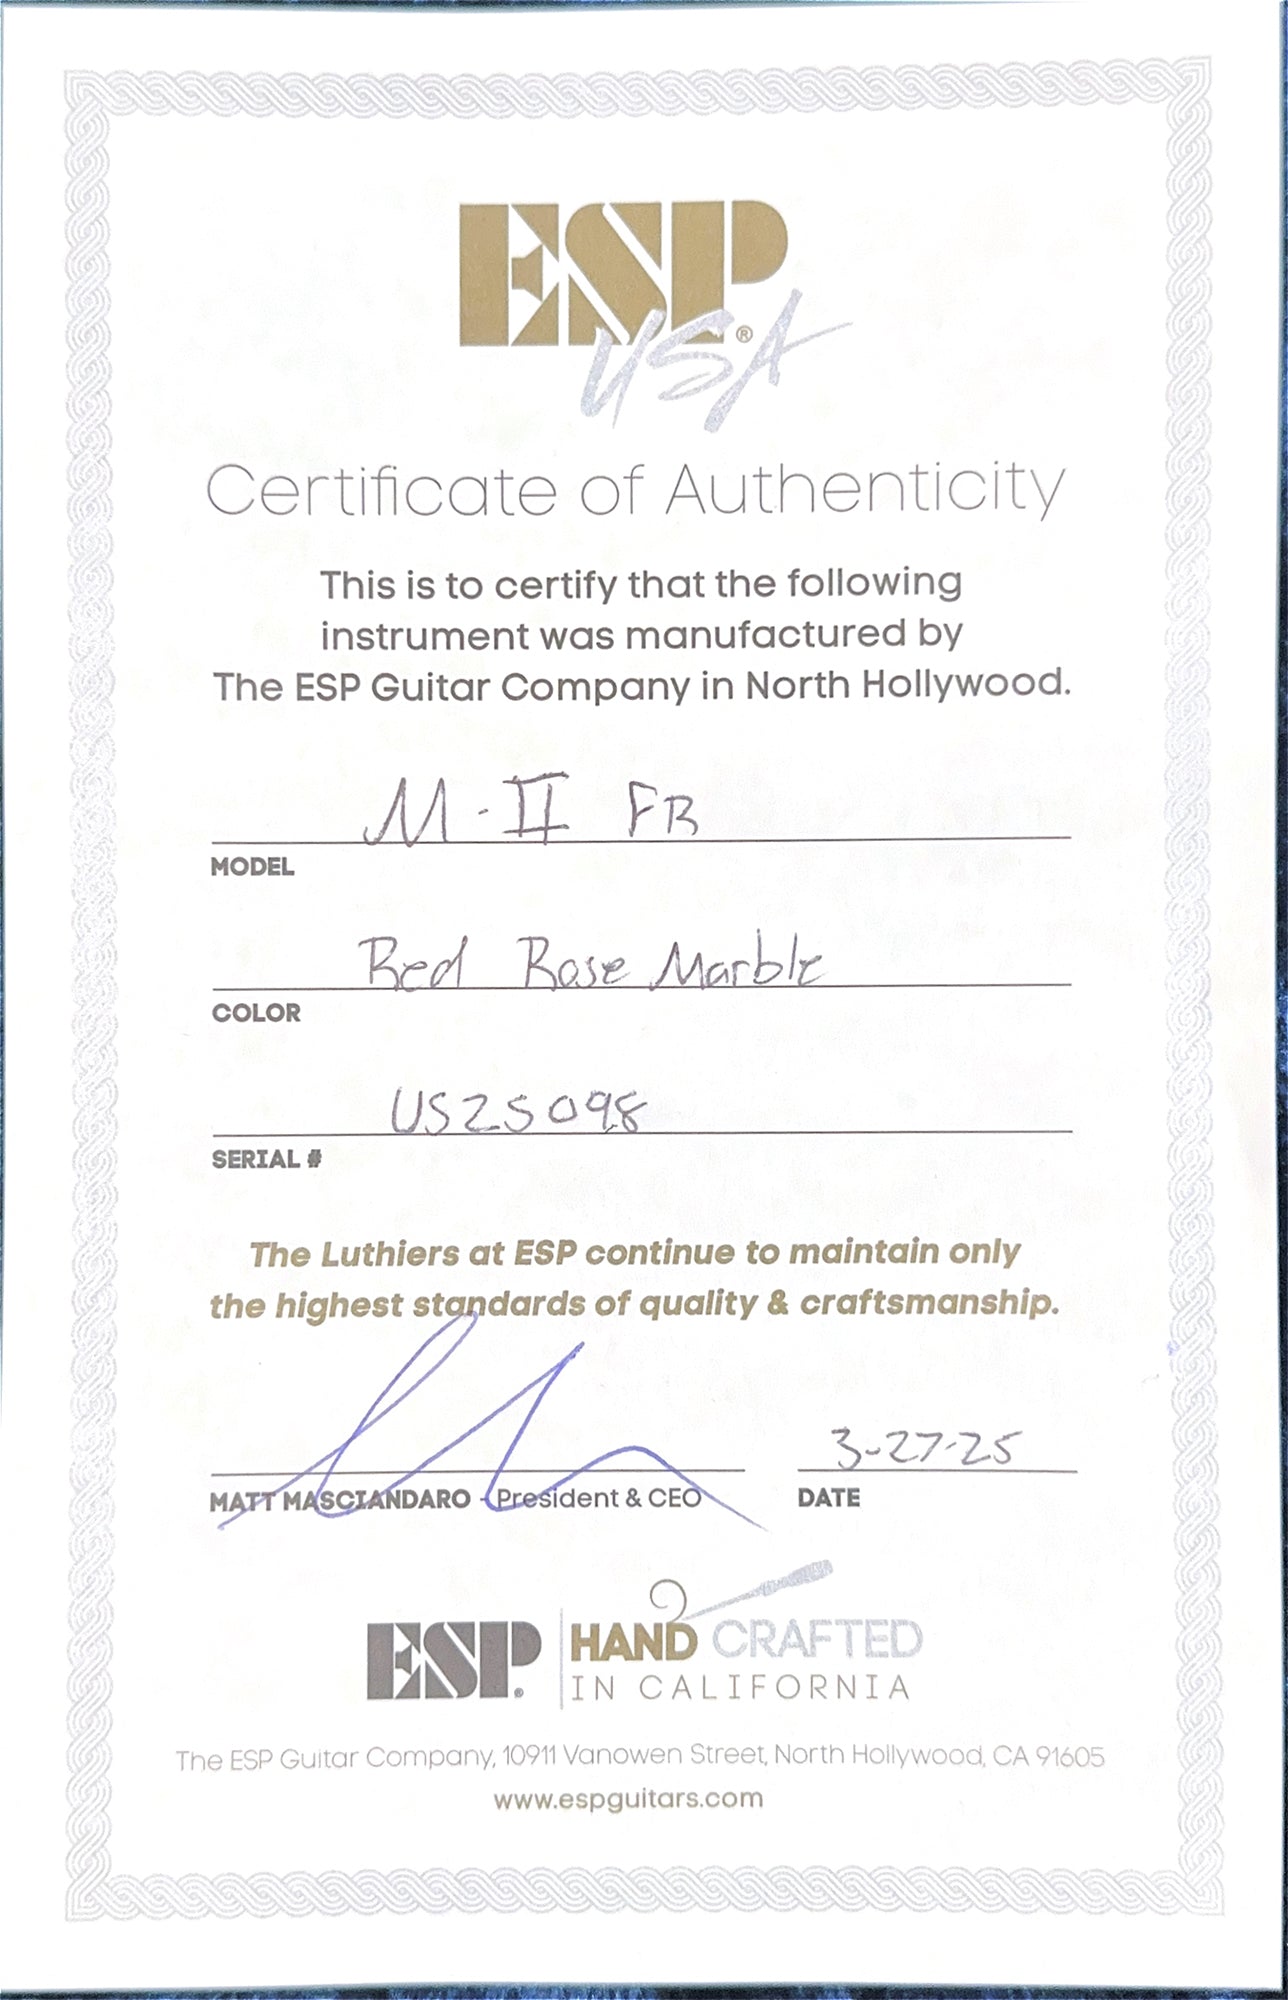 ESP
USA ®
Certificate of Authenticity
This is to certify that the following
instrument was manufactured by
The ESP Guitar Company in North Hollywood.
M-II FR
MODEL
Red Rose Marble
COLOR
US25098
SERIAL #
The Luthiers at ESP continue to maintain only
the highest standards of quality & craftsmanship.
3-27-25
MATT MASCIANDARO - President & CEO
DATE
ESP®
HAND CRAFTED
IN CALIFORNIA
The ESP Guitar Company, 10911 Vanowen Street, North Hollywood, CA 91605
www.espguitars.com